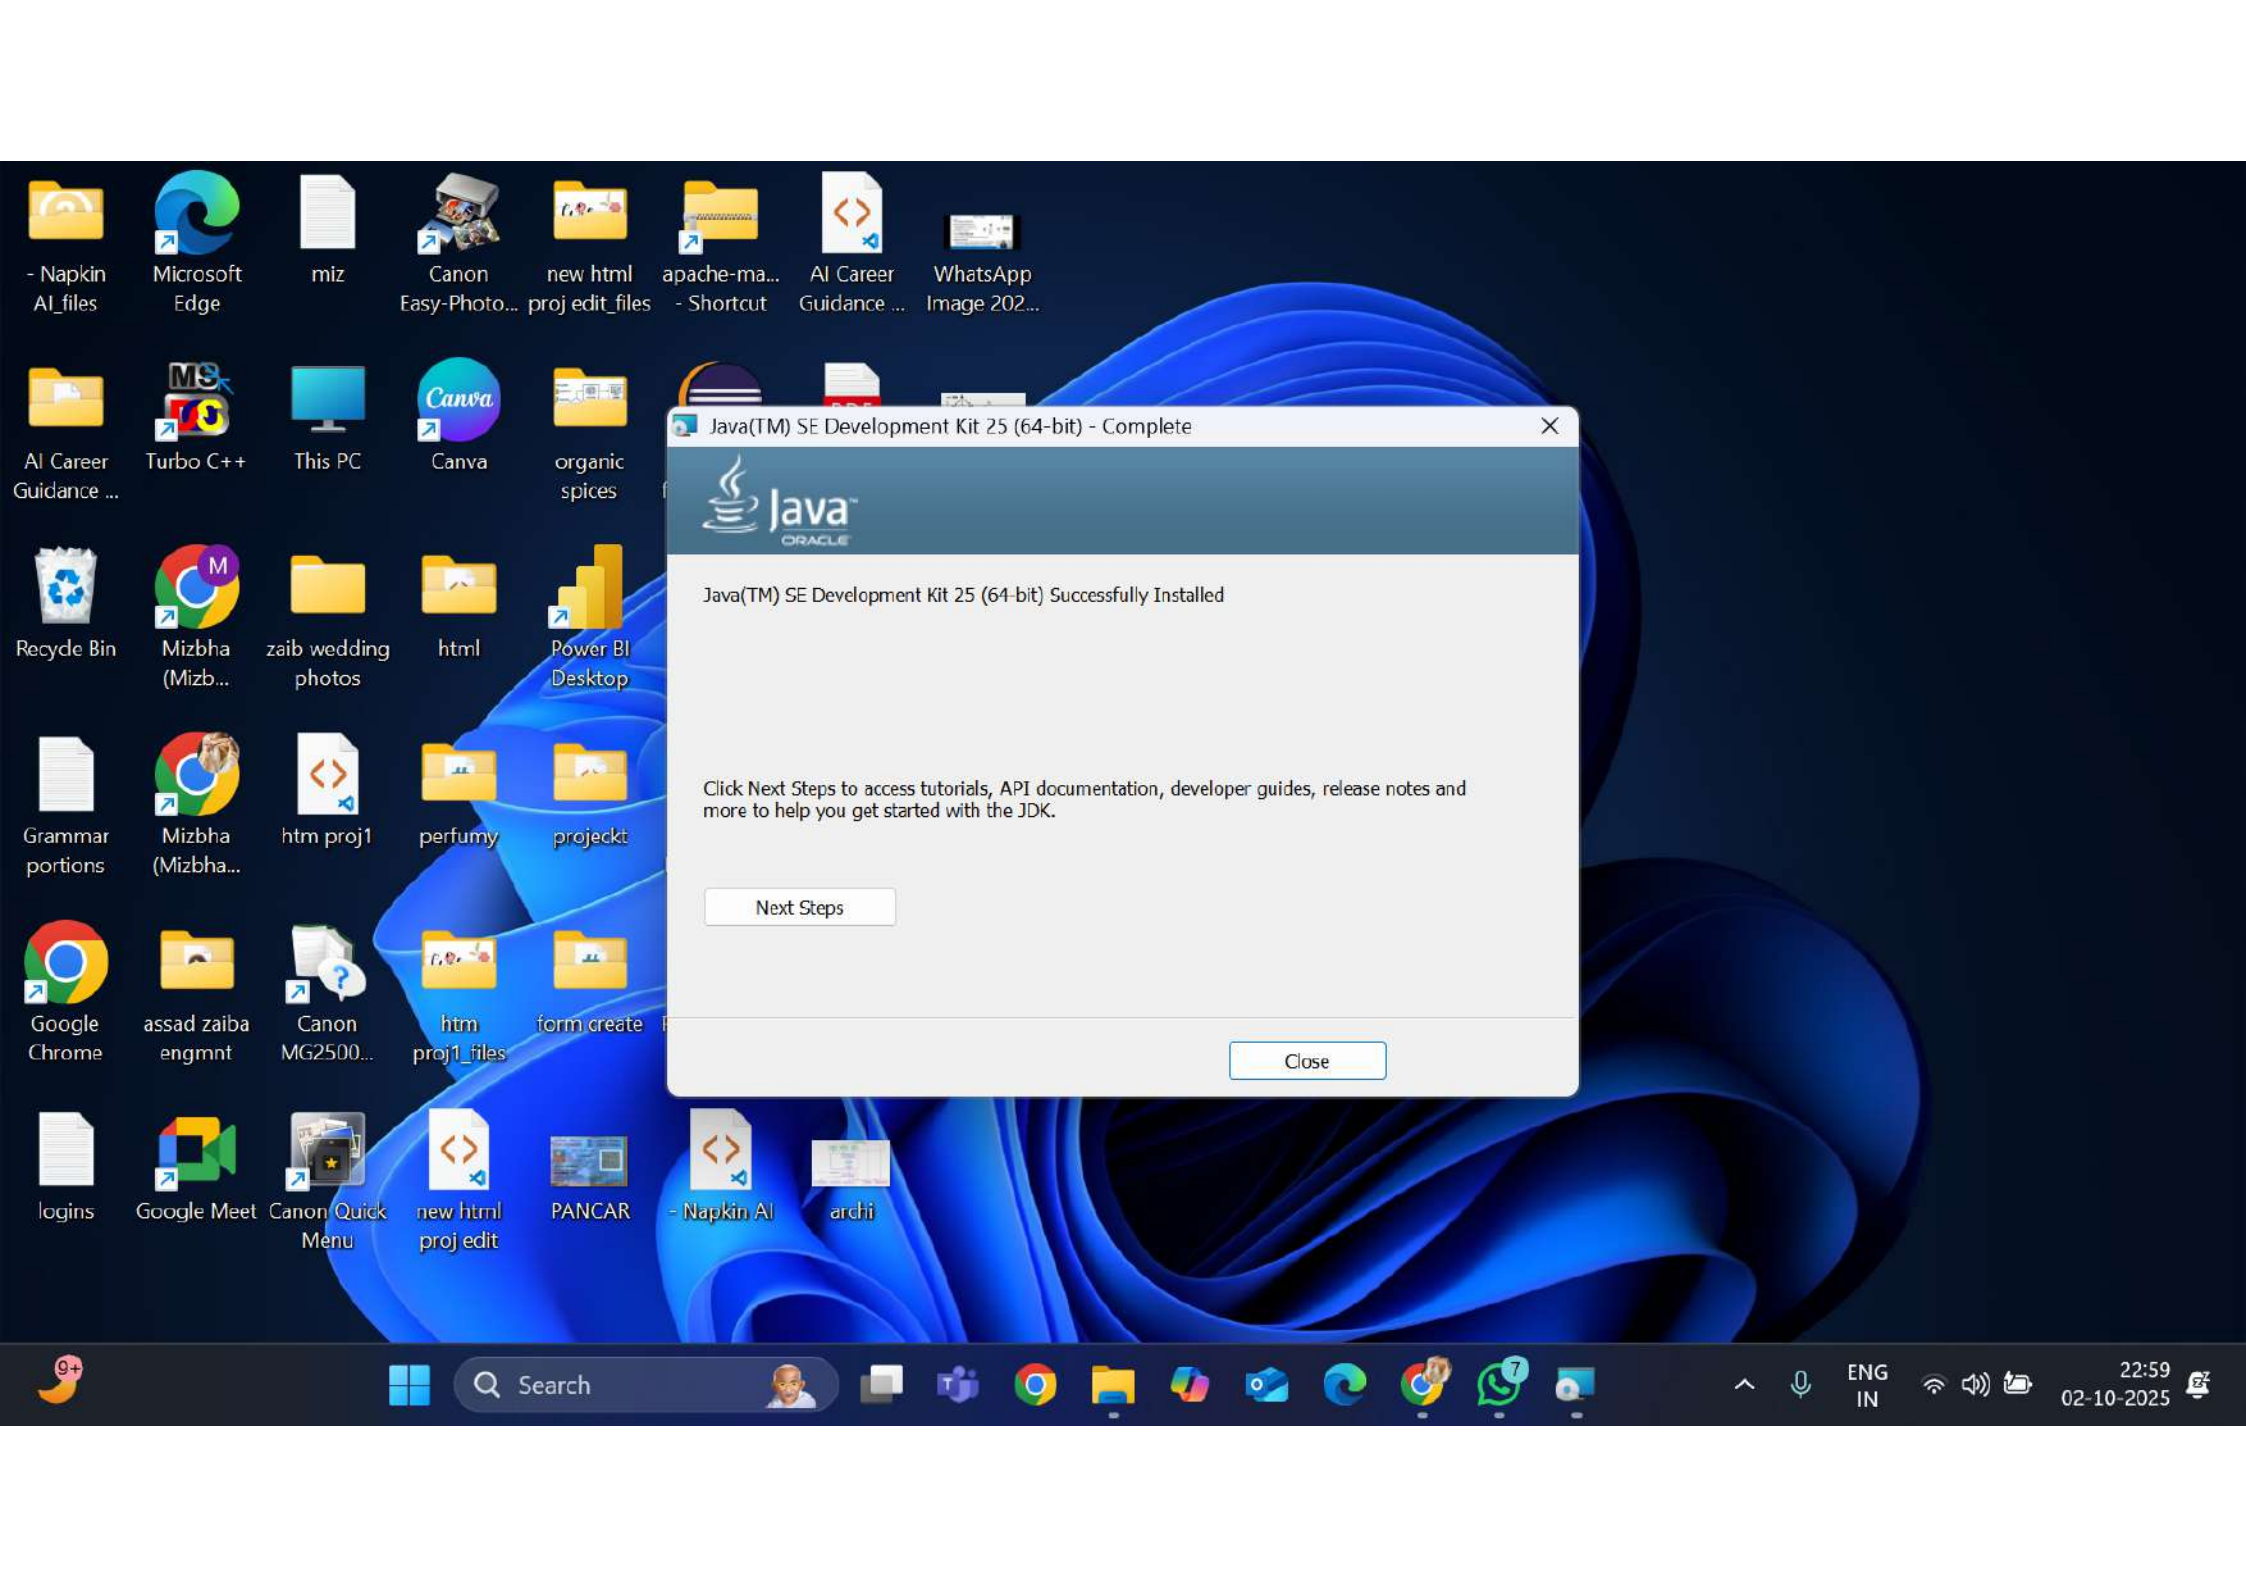 - Napkin
AI_files
Microsoft
Edge
miz
Canon
Easy-Photo...
new html
proj edit_files
apache-ma...
- Shortcut
AI Career
Guidance ...
WhatsApp
Image 202...
AI Career
Guidance ...
Turbo C++
This PC
Canva
Canva
organic
spices
Java(TM) SE Development Kit 25 (64-bit) - Complete
Java™
ORACLE
Java(TM) SE Development Kit 25 (64-bit) Successfully Installed
Click Next Steps to access tutorials, API documentation, developer guides, release notes and
more to help you get started with the JDK.
Next Steps
Close
Recycle Bin
M
Mizbha
(Mizb...
zaib wedding
photos
html
Power BI
Desktop
Grammar
portions
Mizbha
(Mizbha...
htm proj1
perfumy
projeckt
Google
Chrome
assad zaiba
engmnt
Canon
MG2500...
htm
proj1_files
form create
logins
Google Meet
Canon Quick
Menu
new html
proj edit
PANCAR
- Napkin AI
archi
9+
Search
7
ENG
IN
22:59
02-10-2025